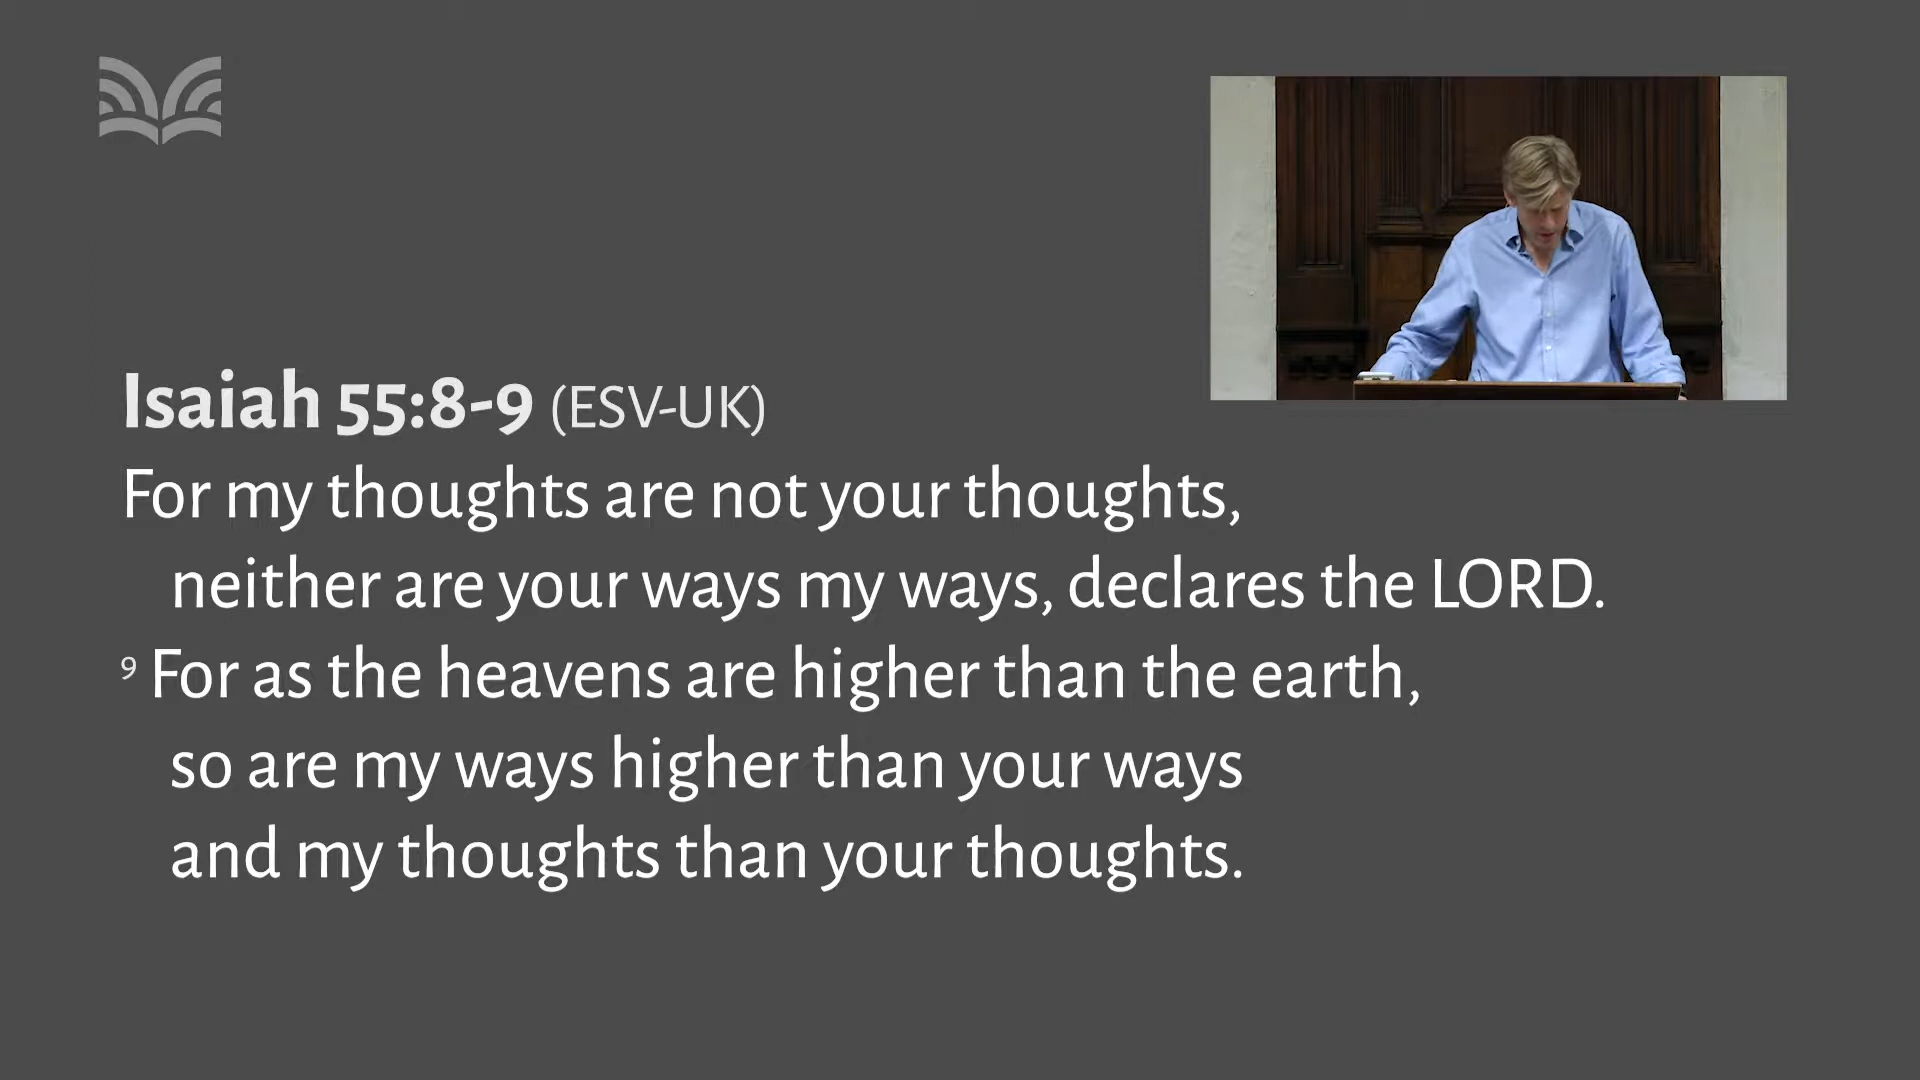 Isaiah 55:8-9 (ESV-UK)
For my thoughts are not your thoughts,
neither are your ways my ways, declares the LORD.
9 For as the heavens are higher than the earth,
so are my ways higher than your ways
and my thoughts than your thoughts.